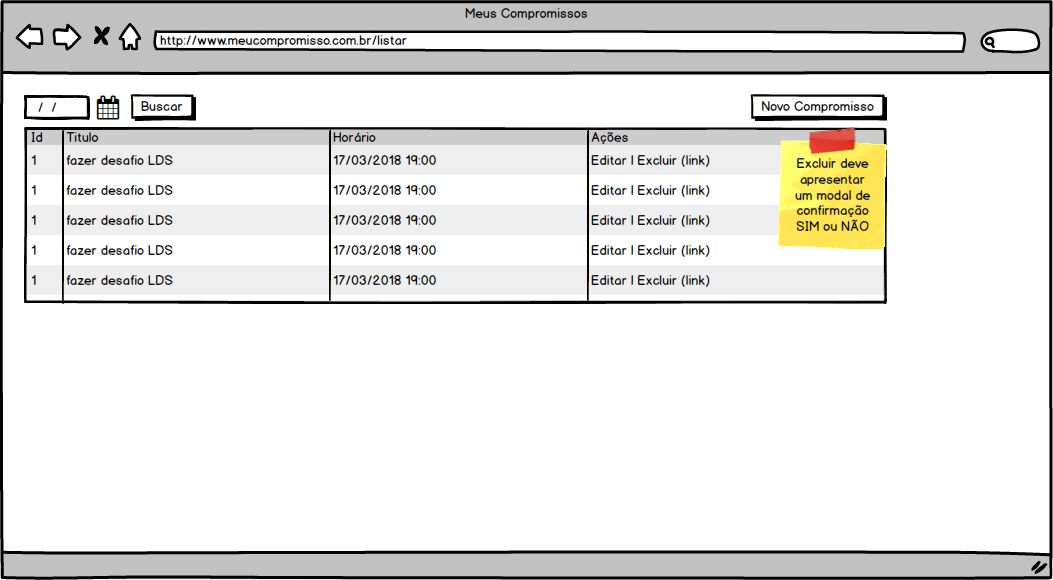 Meus Compromissos
http://www.meucompromisso.com.br/listar
/ /
Buscar
Novo Compromisso
Id Titulo Horário Ações
1 fazer desafio LDS 17/03/2018 19:00 Editar | Excluir (link)
1 fazer desafio LDS 17/03/2018 19:00 Editar | Excluir (link)
1 fazer desafio LDS 17/03/2018 19:00 Editar | Excluir (link)
1 fazer desafio LDS 17/03/2018 19:00 Editar | Excluir (link)
1 fazer desafio LDS 17/03/2018 19:00 Editar | Excluir (link)
Excluir deve
apresentar
um modal de
confirmação
SIM ou NÃO